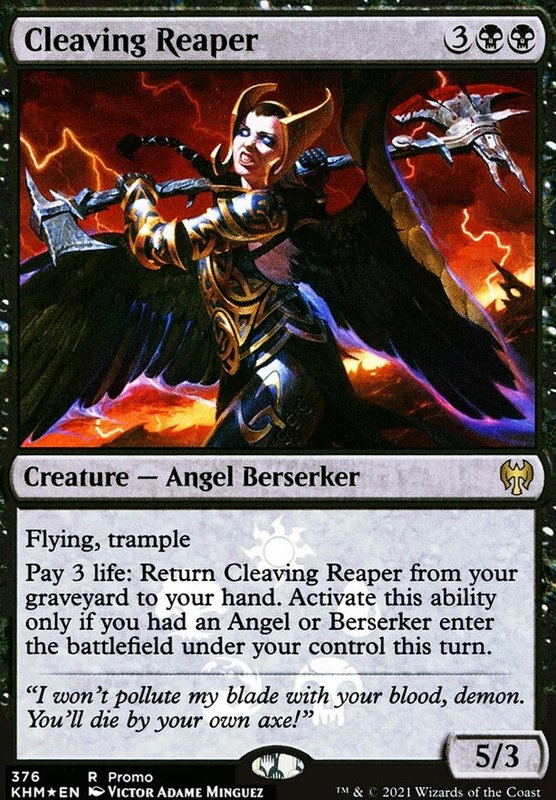 Cleaving Reaper 3
Creature — Angel Berserker
Flying, trample
Pay 3 life: Return Cleaving Reaper from your
graveyard to your hand. Activate this ability
only if you had an Angel or Berserker enter
the battlefield under your control this turn.
“I won’t pollute my blade with your blood, demon.
You’ll die by your own axe!”
5/3
376 R Promo
KHM★EN Victor Adame Minguez
™ & © 2021 Wizards of the Coast